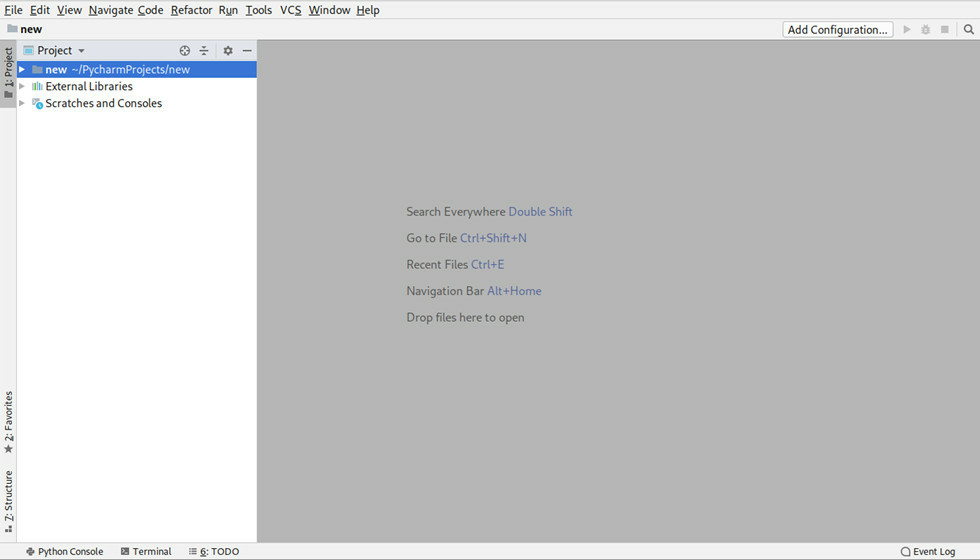 File Edit View Navigate Code Refactor Run Tools VCS Window Help
new
Add Configuration...
1: Project
Project
new ~/PycharmProjects/new
External Libraries
Scratches and Consoles
Search Everywhere Double Shift
Go to File Ctrl+Shift+N
Recent Files Ctrl+E
Navigation Bar Alt+Home
Drop files here to open
2: Favorites
7: Structure
Python Console
Terminal
6: TODO
Event Log